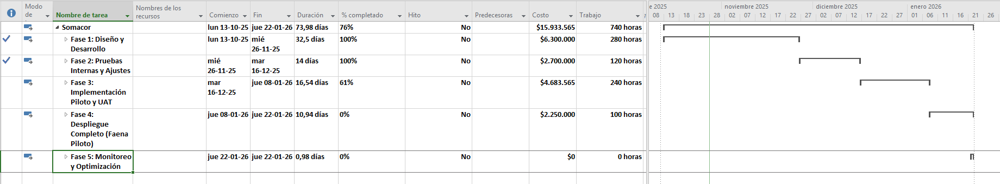 Modo de
Nombre de tarea
Nombres de los recursos
Comienzo
Fin
Duración
% completado
Hito
Predecesoras
Costo
Trabajo
e 2025
noviembre 2025
diciembre 2025
enero 2026
08 13 18 23 28 02 07 12 17 22 27 02 07 12 17 22 27 01 06 11 16 21 26
Somacor lun 13-10-25 jue 22-01-26 73,98 días 76% No $15.933.565 740 horas
Fase 1: Diseño y lun 13-10-25 mié 32,5 días 100% No $6.300.000 280 horas
Desarrollo 26-11-25
Fase 2: Pruebas mié mar 14 días 100% No $2.700.000 120 horas
Internas y Ajustes 26-11-25 16-12-25
Fase 3: mar jue 08-01-26 16,54 días 61% No $4.683.565 240 horas
Implementación 16-12-25
Piloto y UAT
Fase 4: jue 08-01-26 jue 22-01-26 10,94 días 0% No $2.250.000 100 horas
Despliegue
Completo (Faena
Piloto)
Fase 5: Monitoreo jue 22-01-26 jue 22-01-26 0,98 días 0% No $0 0 horas
y Optimización